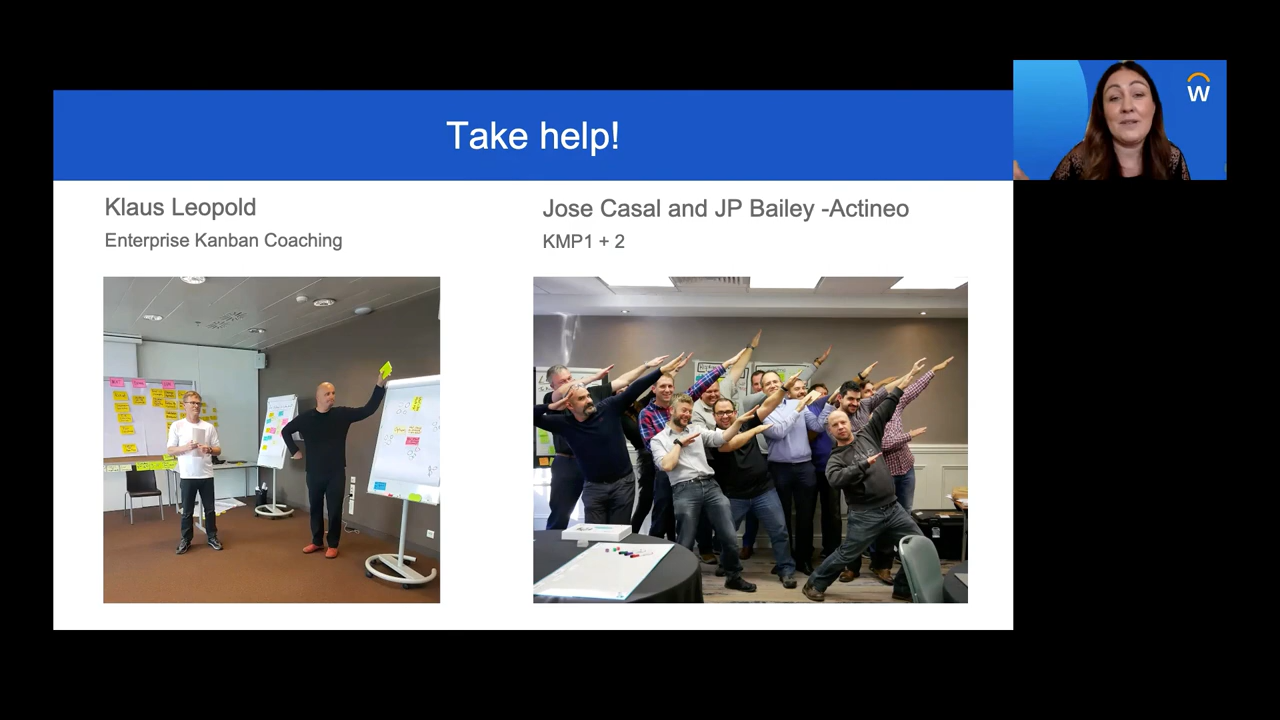 Take help!
Klaus Leopold
Enterprise Kanban Coaching
Jose Casal and JP Bailey -Actineo
KMP1 + 2
W